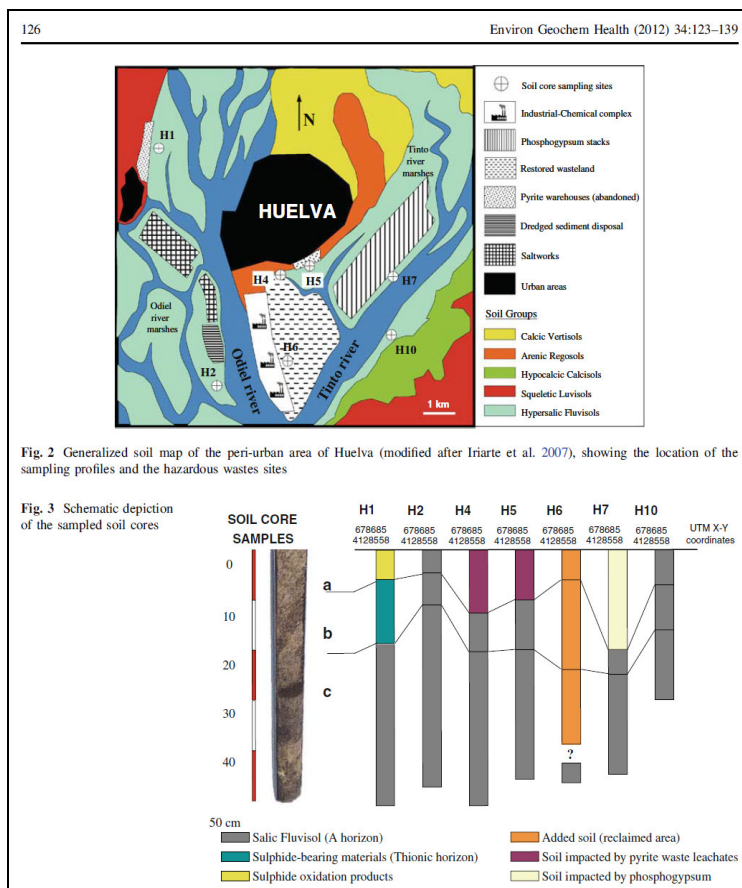 126
Environ Geochem Health (2012) 34:123–139
H1
N
Tinto
river
marshes
HUELVA
H4
H5
H7
Odiel
river
marshes
H6
H10
H2
Odiel river
Tinto river
1 km
Soil core sampling sites
Industrial-Chemical complex
Phosphogypsum stacks
Restored wasteland
Pyrite warehouses (abandoned)
Dredged sediment disposal
Saltworks
Urban areas
Soil Groups
Calcic Vertisols
Arenic Regosols
Hypocalcic Calcisols
Squeletic Luvisols
Hypersalic Fluvisols
Fig. 2 Generalized soil map of the peri-urban area of Huelva (modified after Iriarte et al. 2007), showing the location of the
sampling profiles and the hazardous wastes sites
Fig. 3 Schematic depiction
of the sampled soil cores
SOIL CORE
SAMPLES
H1 H2 H4 H5 H6 H7 H10
678685 678685 678685 678685 678685 678685 678685
4128558 4128558 4128558 4128558 4128558 4128558 4128558
UTM X-Y
coordinates
0
10
20
30
40
50 cm
a
b
c
?
Salic Fluvisol (A horizon)
Sulphide-bearing materials (Thionic horizon)
Sulphide oxidation products
Added soil (reclaimed area)
Soil impacted by pyrite waste leachates
Soil impacted by phosphogypsum